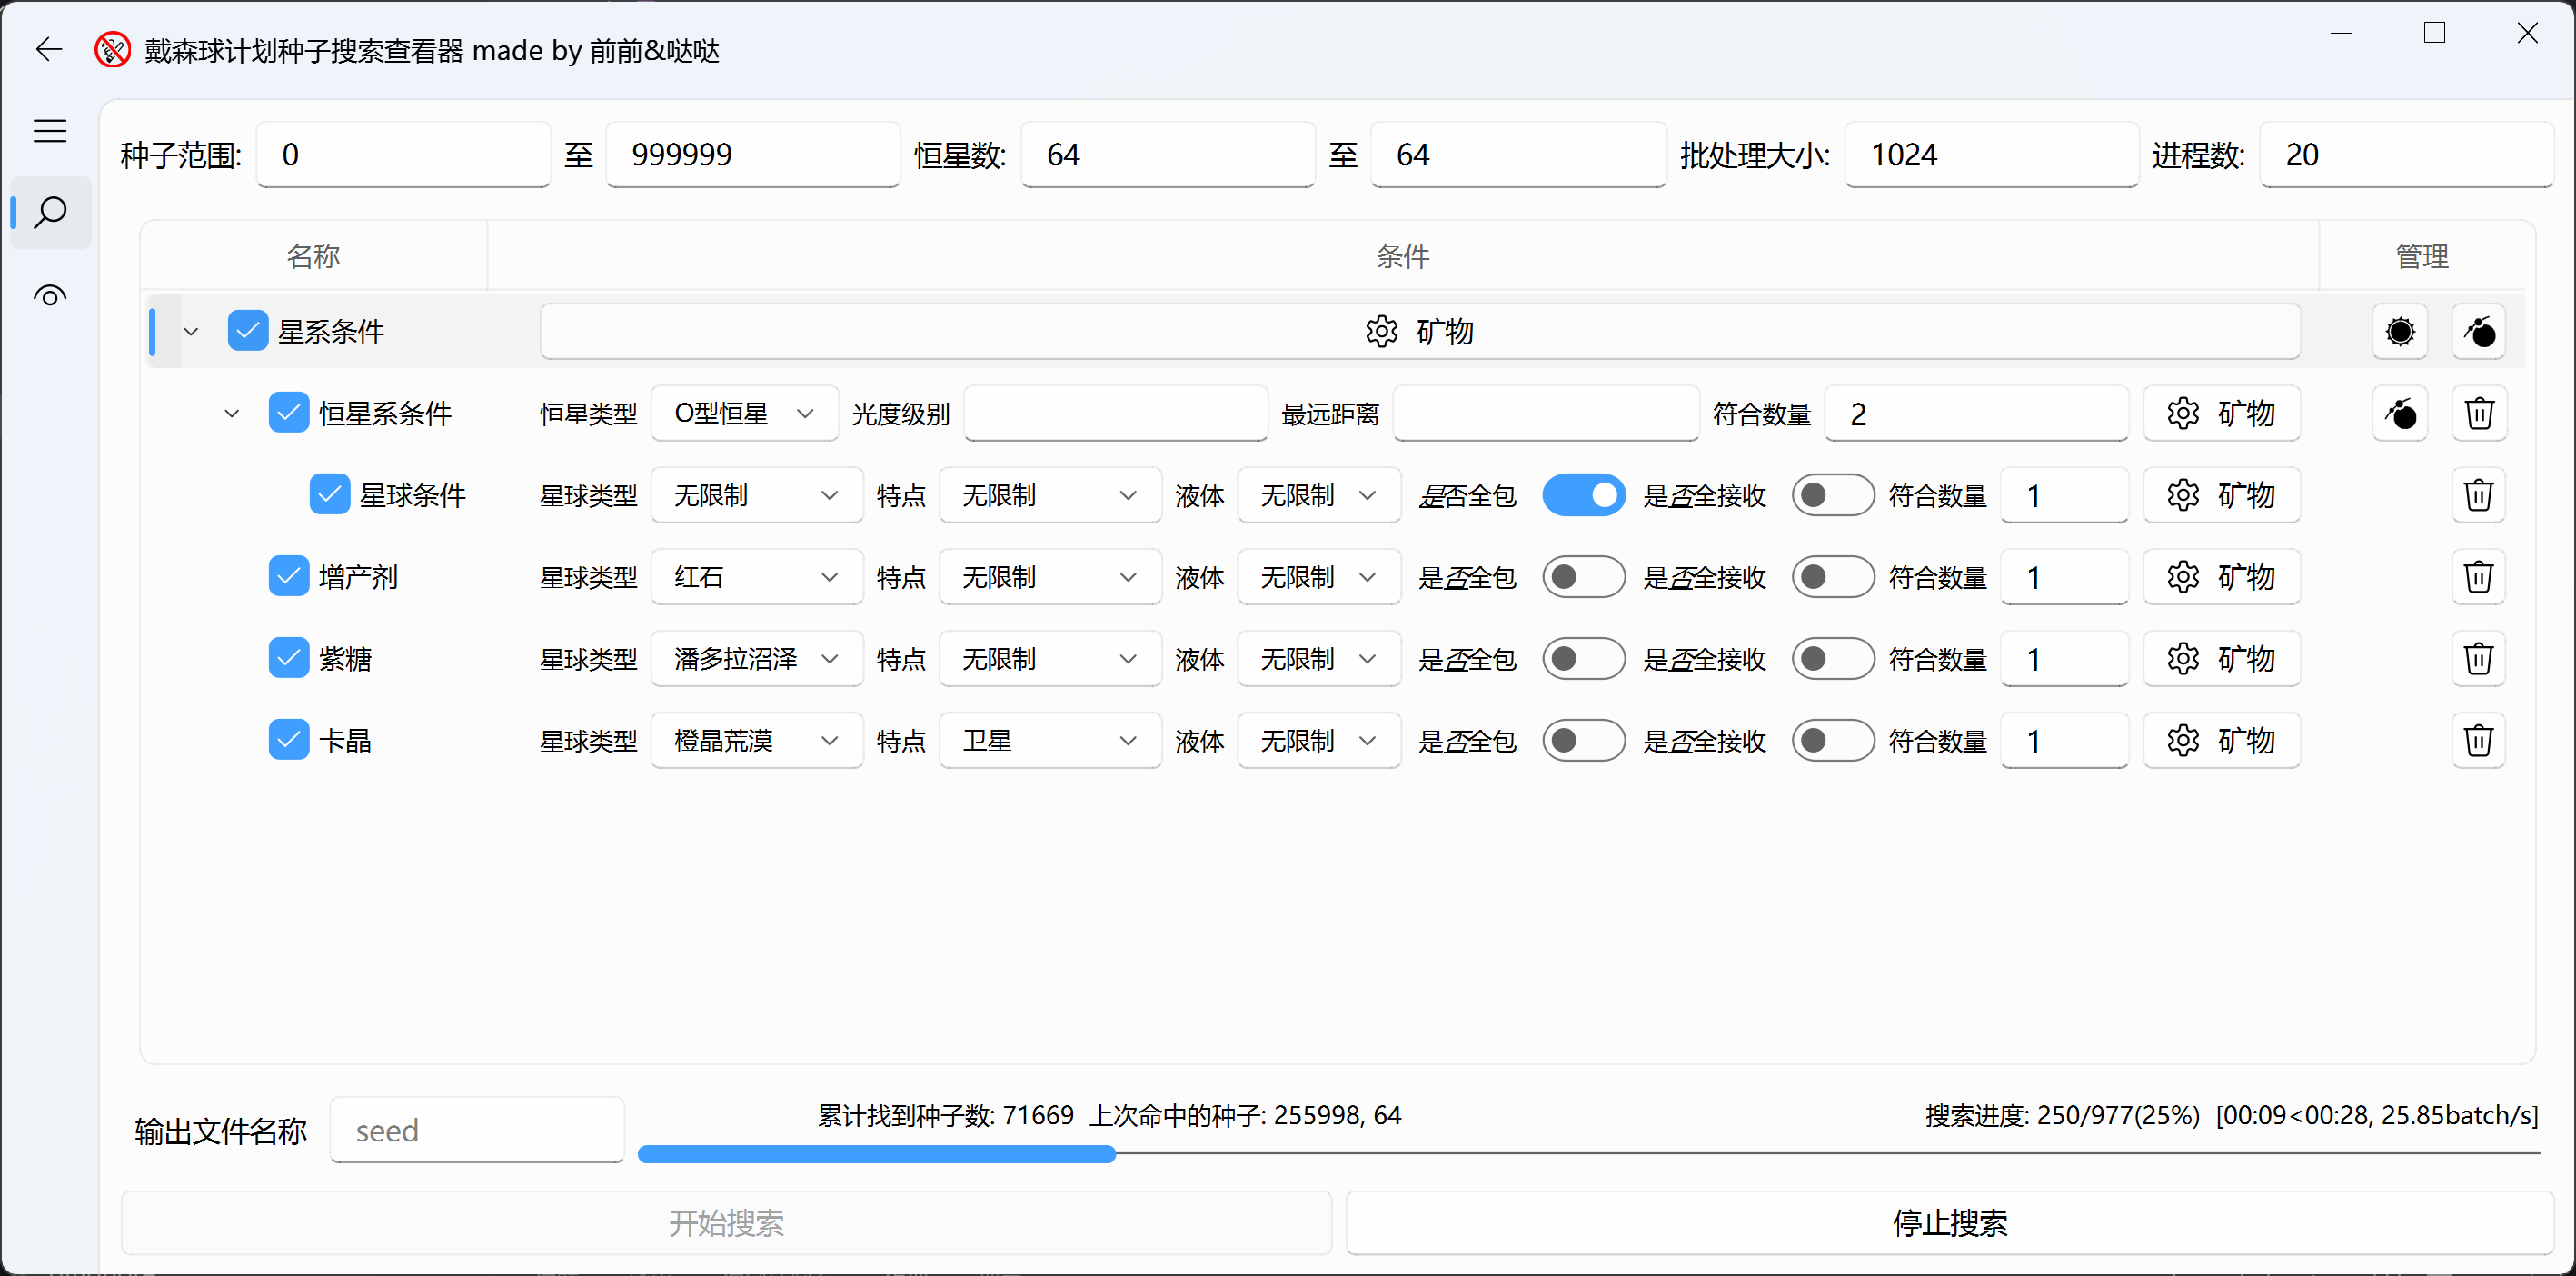 戴森球计划种子搜索查看器 made by 前前&哒哒
种子范围: 0 至 999999 恒星数: 64 至 64 批处理大小: 1024 进程数: 20
名称 条件 管理
星系条件 矿物
恒星系条件 恒星类型 O型恒星 光度级别 最远距离 符合数量 2 矿物
星球条件 星球类型 无限制 特点 无限制 液体 无限制 是否全包 是否全接收 符合数量 1 矿物
增产剂 星球类型 红石 特点 无限制 液体 无限制 是否全包 是否全接收 符合数量 1 矿物
紫糖 星球类型 潘多拉沼泽 特点 无限制 液体 无限制 是否全包 是否全接收 符合数量 1 矿物
卡晶 星球类型 橙晶荒漠 特点 卫星 液体 无限制 是否全包 是否全接收 符合数量 1 矿物
输出文件名称 seed 累计找到种子数: 71669 上次命中的种子: 255998, 64 搜索进度: 250/977(25%) [00:09<00:28, 25.85batch/s]
开始搜索 停止搜索